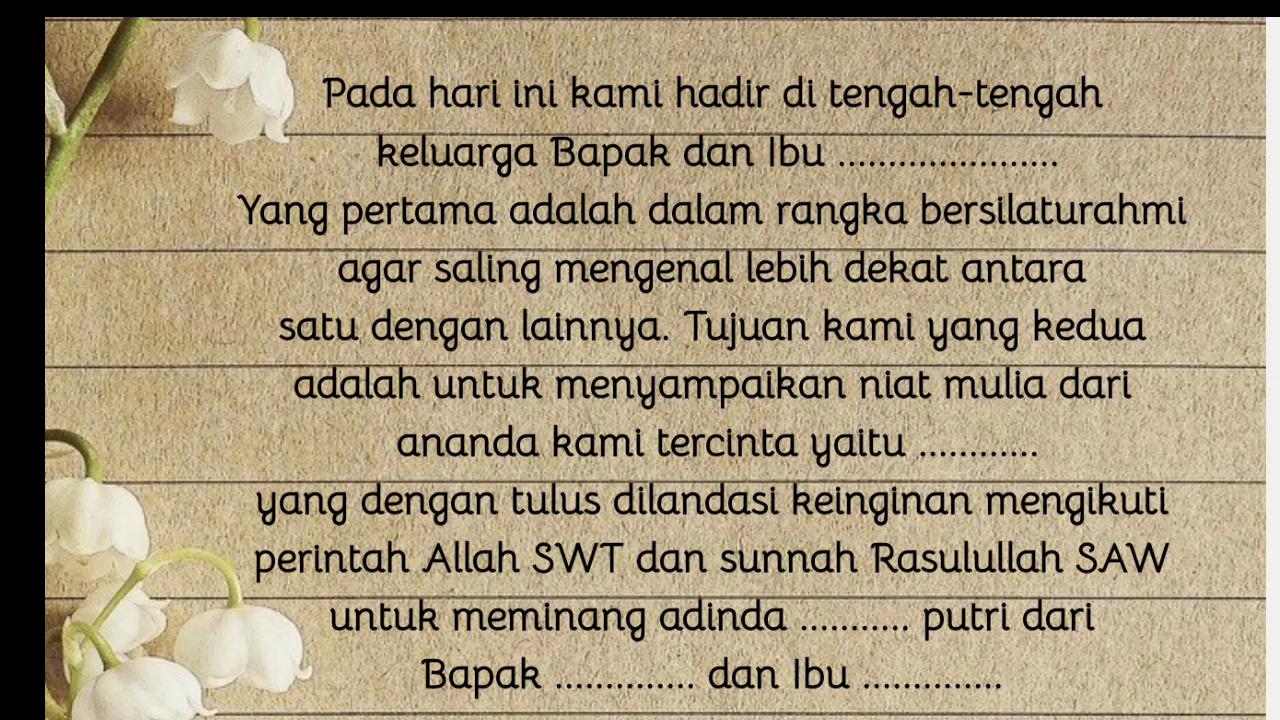 Pada hari ini kami hadir di tengah-tengah
keluarga Bapak dan Ibu ......................
Yang pertama adalah dalam rangka bersilaturahmi
agar saling mengenal lebih dekat antara
satu dengan lainnya. Tujuan kami yang kedua
adalah untuk menyampaikan niat mulia dari
ananda kami tercinta yaitu ............
yang dengan tulus dilandasi keinginan mengikuti
perintah Allah SWT dan sunnah Rasulullah SAW
untuk meminang adinda ........... putri dari
Bapak .............. dan Ibu ..............